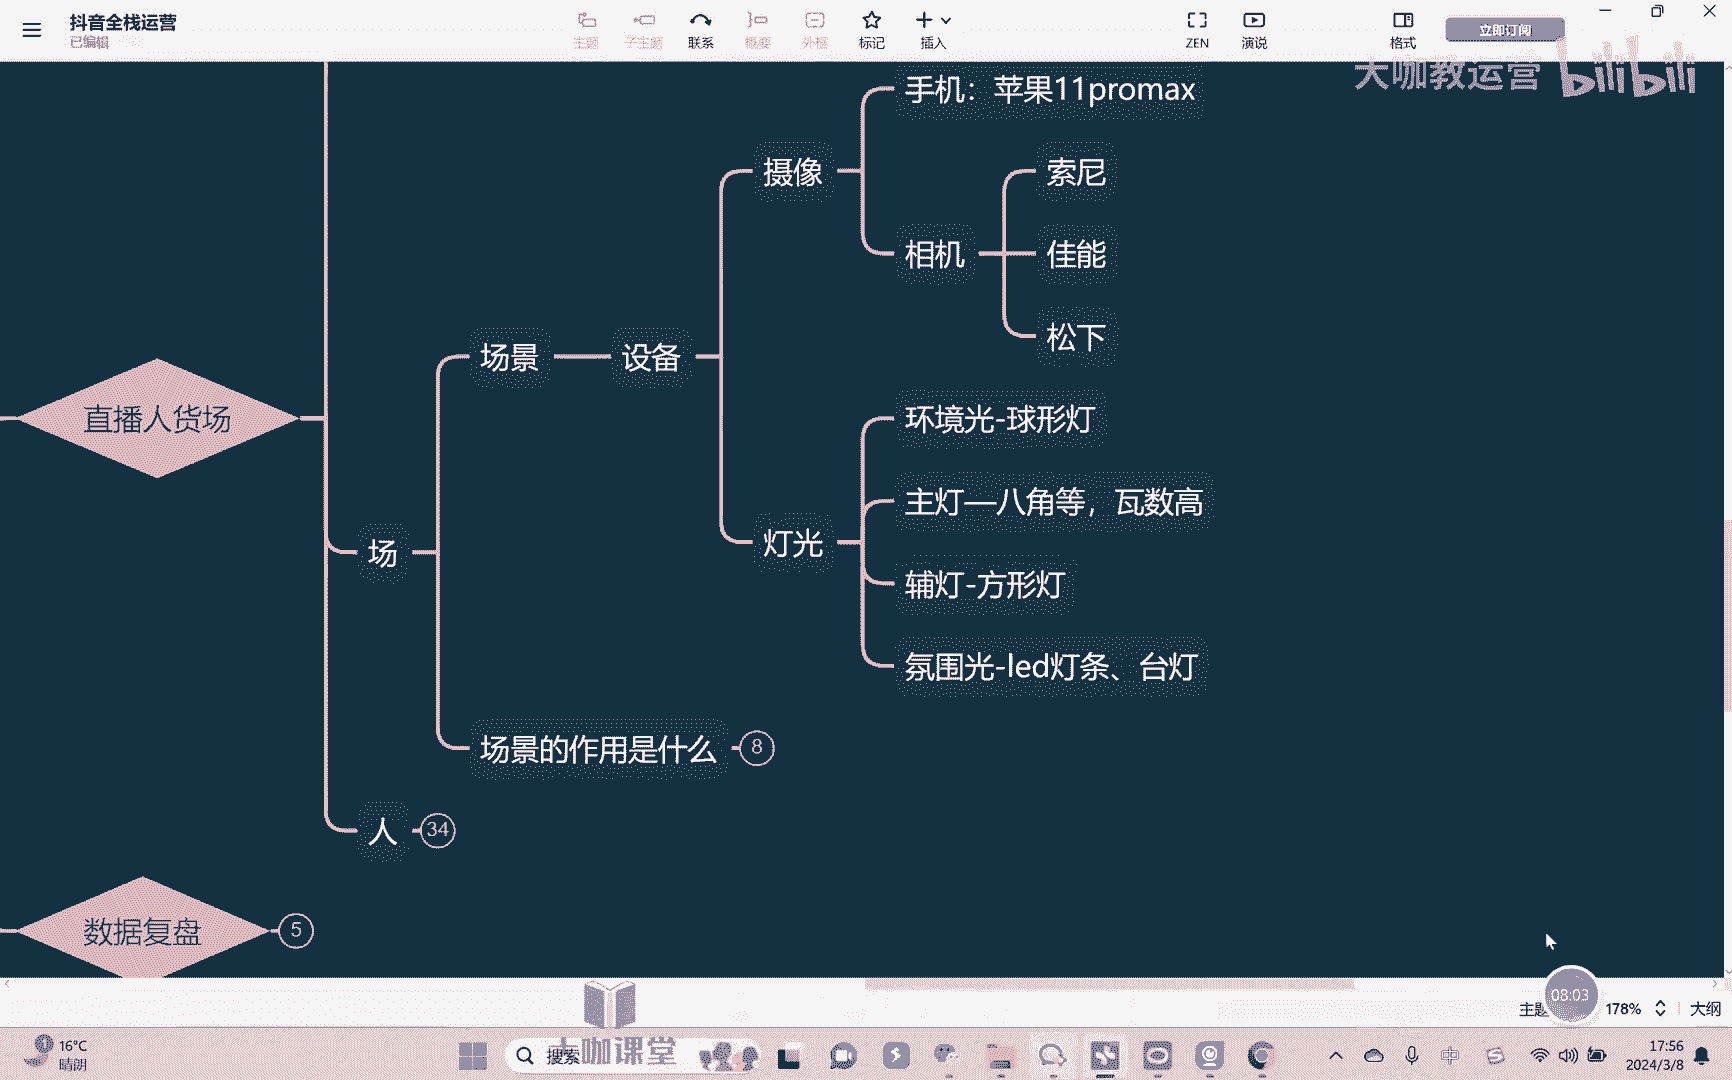 抖音全栈运营
已编辑
主题
子主题
联系
概要
外框
标记
插入
ZEN
演说
格式
立即订阅
大咖教运营 bilibili
手机：苹果11promax
摄像
索尼
相机
佳能
松下
场景
设备
直播人货场
环境光-球形灯
主灯—八角等，瓦数高
灯光
场
辅灯-方形灯
氛围光-led灯条、台灯
场景的作用是什么
8
人
34
数据复盘
5
主题
08:03
178%
大纲
大咖课堂
1
16°C
晴朗
搜索
中
17:56
2024/3/8